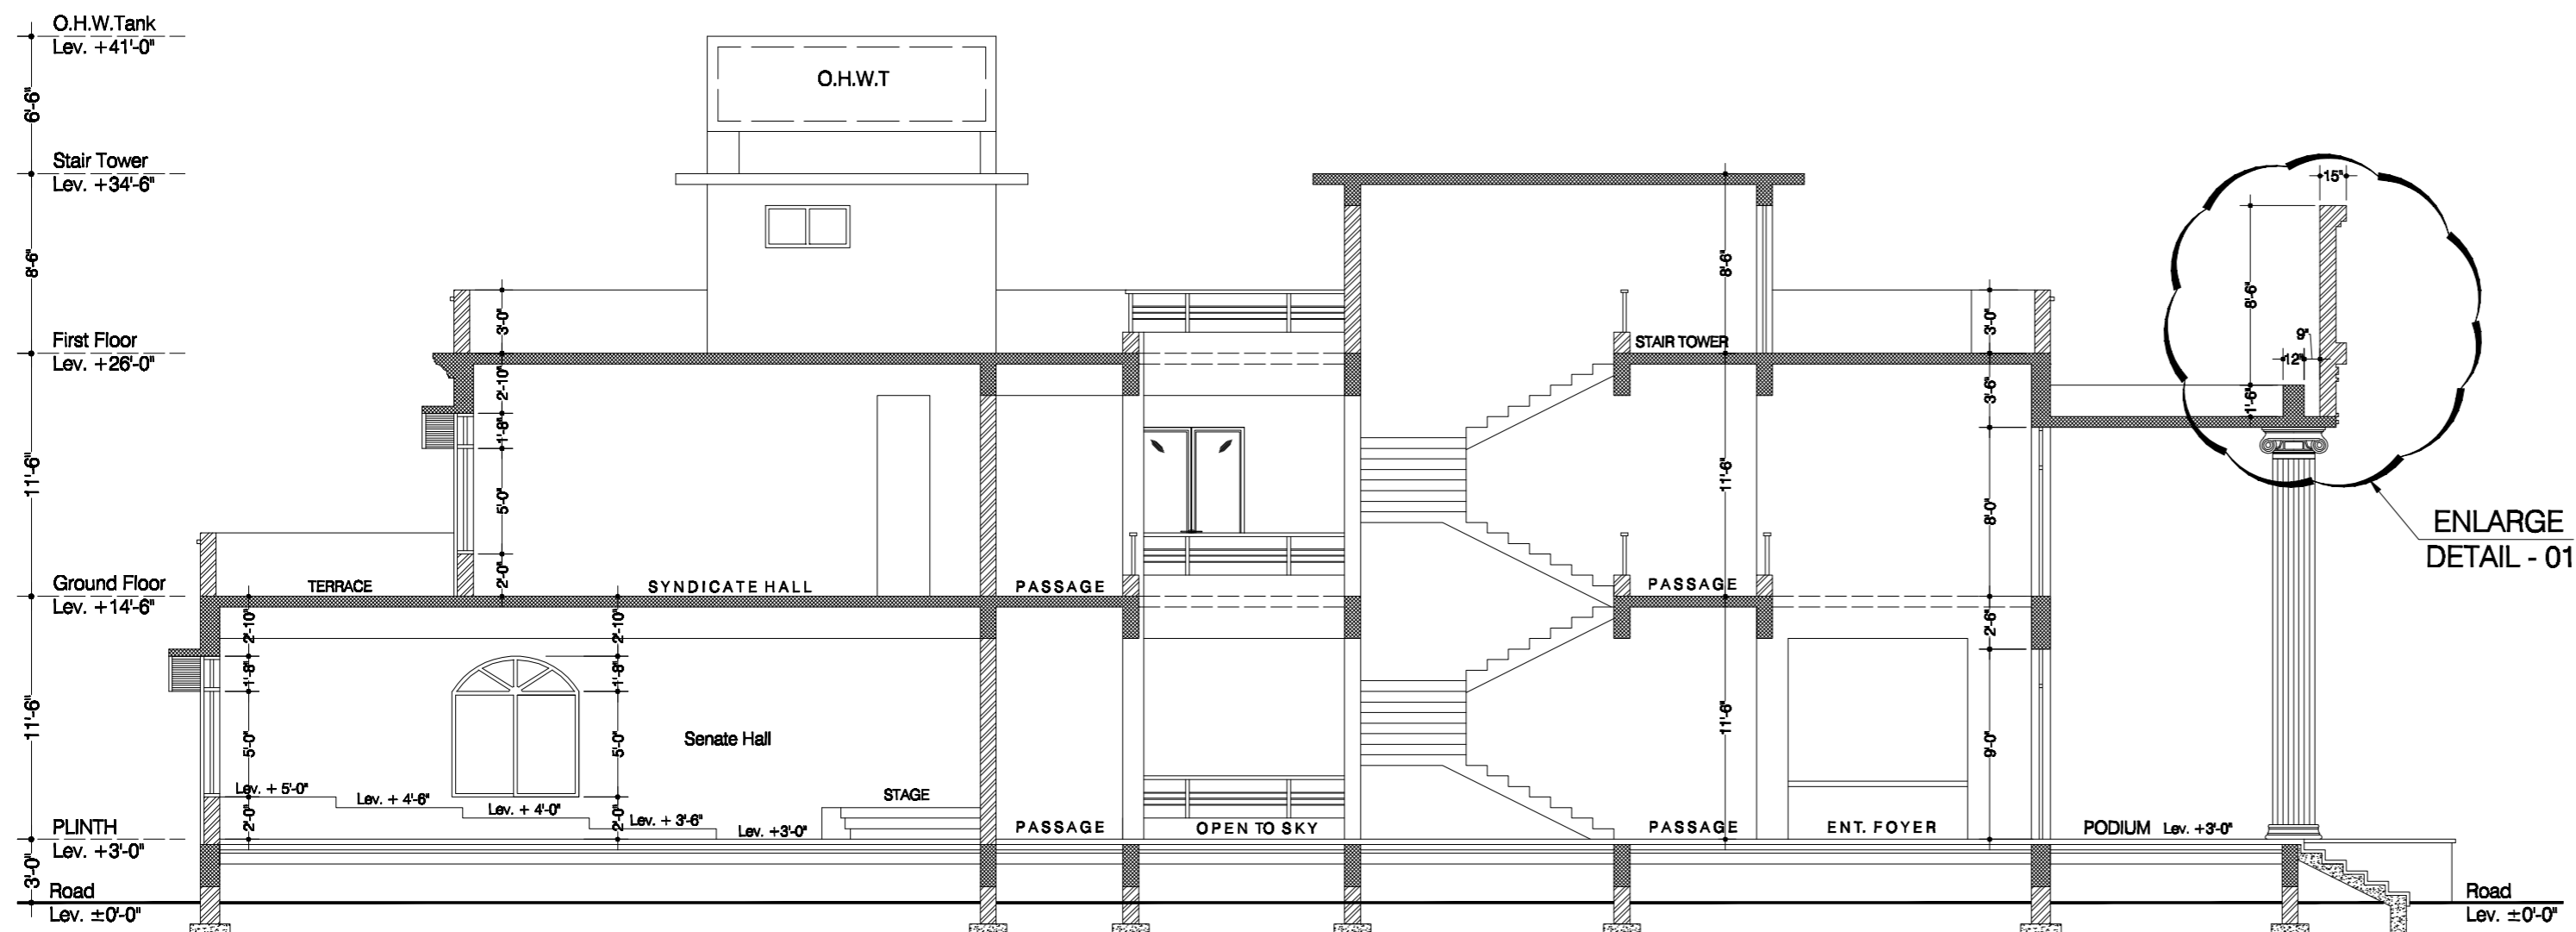 O.H.W.Tank
Lev. +41'-0"
6'-6"
Stair Tower
Lev. +34'-6"
8'-6"
First Floor
Lev. +26'-0"
11'-6"
Ground Floor
Lev. +14'-6"
11'-6"
PLINTH
Lev. +3'-0"
3'-0"
Road
Lev. ±0'-0"
O.H.W.T
3'-0"
2'-10"
1'-8"
5'-0"
2'-0"
TERRACE
SYNDICATE HALL
PASSAGE
2'-10"
1'-8"
5'-0"
2'-0"
2'-10"
1'-8"
5'-0"
2'-0"
Senate Hall
Lev. + 5'-0"
Lev. + 4'-6"
Lev. + 4'-0"
Lev. + 3'-6"
Lev. +3'-0"
STAGE
PASSAGE
OPEN TO SKY
8'-6"
STAIR TOWER
11'-6"
PASSAGE
11'-6"
PASSAGE
3'-0"
3'-6"
8'-0"
2'-6"
9'-0"
ENT. FOYER
PODIUM Lev. +3'-0"
15"
8'-6"
9"
12"
1'-6"
ENLARGE
DETAIL - 01
Road
Lev. ±0'-0"